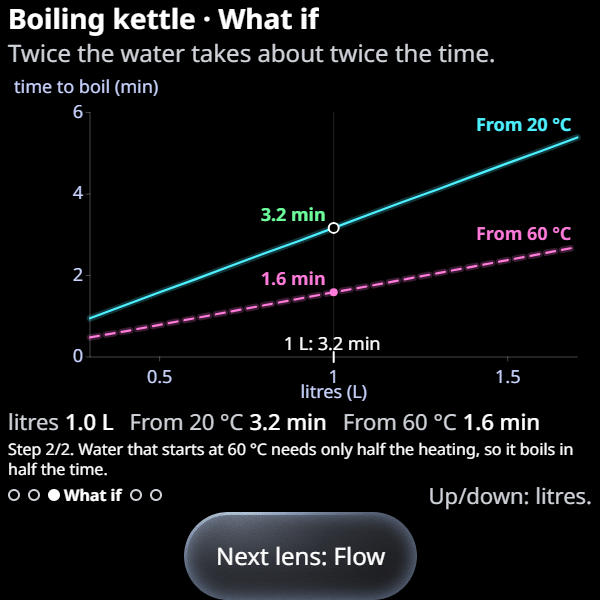 Boiling kettle · What if
Twice the water takes about twice the time.
time to boil (min)
6
From 20 °C
4
3.2 min
From 60 °C
2
1.6 min
1 L: 3.2 min
0
0.5
1
1.5
litres (L)
litres 1.0 L From 20 °C 3.2 min From 60 °C 1.6 min
Step 2/2. Water that starts at 60 °C needs only half the heating, so it boils in
half the time.
What if
Up/down: litres.
Next lens: Flow